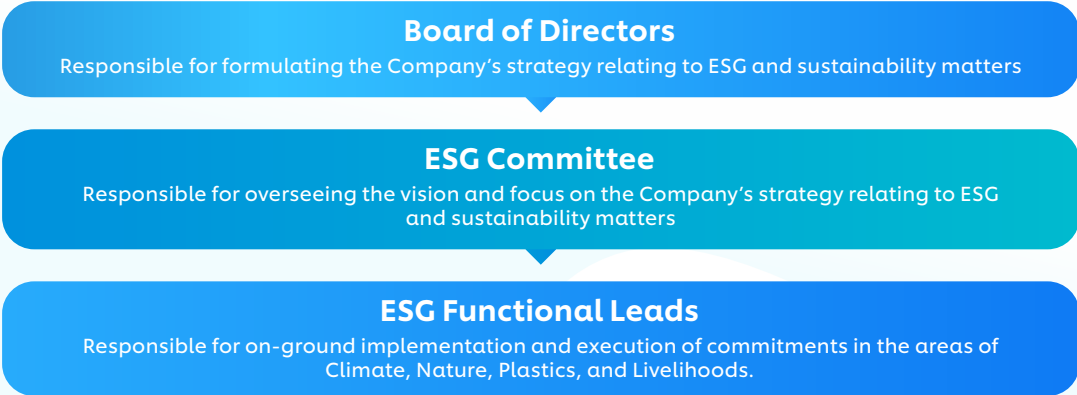 Board of Directors
Responsible for formulating the Company’s strategy relating to ESG and sustainability matters
ESG Committee
Responsible for overseeing the vision and focus on the Company’s strategy relating to ESG
and sustainability matters
ESG Functional Leads
Responsible for on-ground implementation and execution of commitments in the areas of
Climate, Nature, Plastics, and Livelihoods.